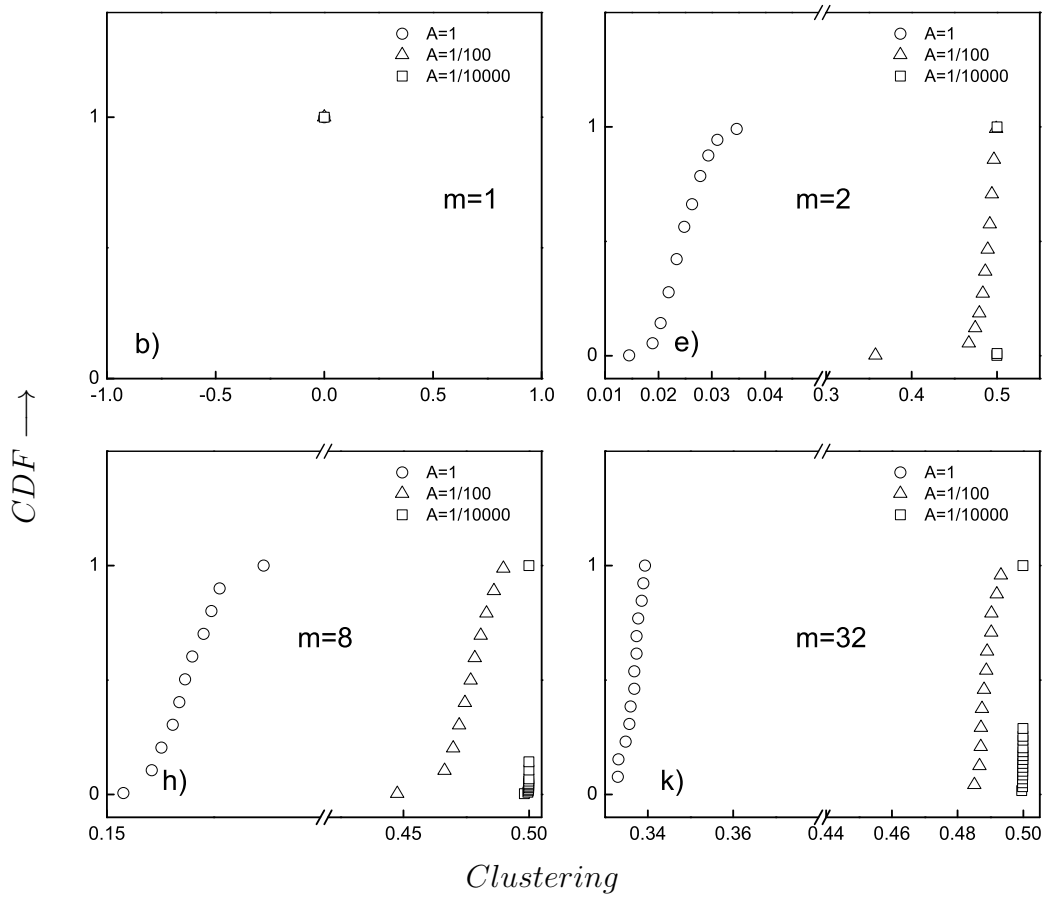 A=1
A=1/100
A=1/10000
1
m=1
b)
0
-1.0 -0.5 0.0 0.5 1.0
A=1
A=1/100
A=1/10000
1
m=2
e)
0
0.01 0.02 0.03 0.04 0.3 0.4 0.5
CDF ⟶
A=1
A=1/100
A=1/10000
1
m=8
h)
0
0.15 0.45 0.50
A=1
A=1/100
A=1/10000
1
m=32
k)
0
0.34 0.36 0.44 0.46 0.48 0.50
Clustering